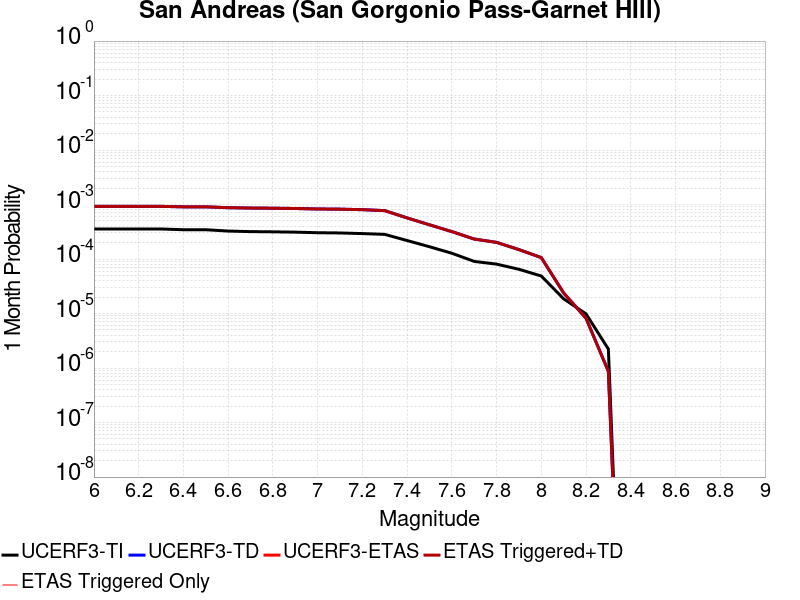 San Andreas (San Gorgonio Pass-Garnet HIll)
10^0
10^-1
10^-2
10^-3
10^-4
10^-5
10^-6
10^-7
10^-8
1 Month Probability
6 6.2 6.4 6.6 6.8 7 7.2 7.4 7.6 7.8 8 8.2 8.4 8.6 8.8 9
Magnitude
UCERF3-TI UCERF3-TD UCERF3-ETAS ETAS Triggered+TD
ETAS Triggered Only